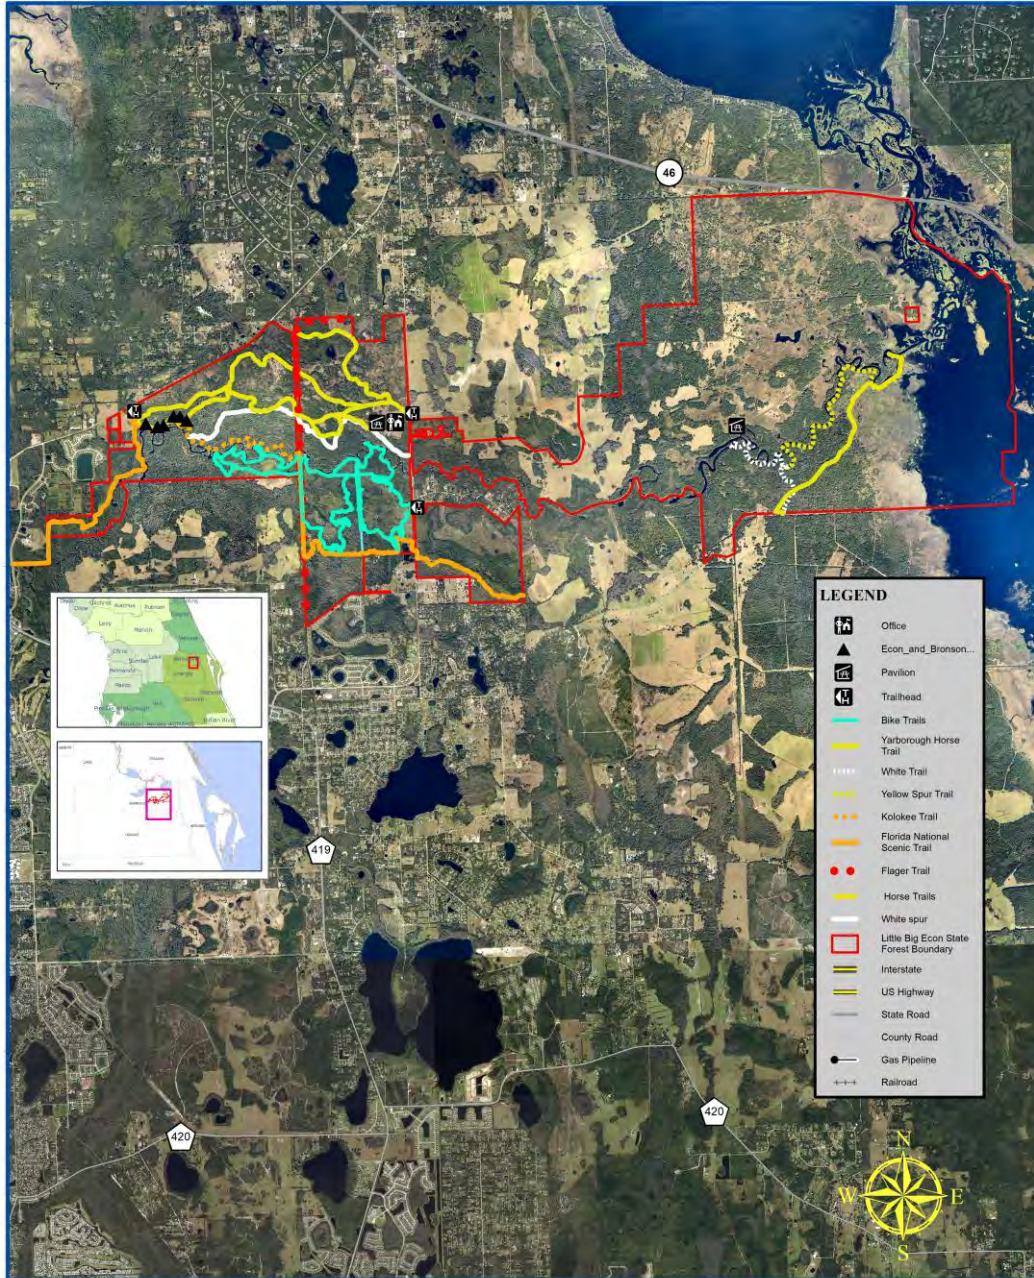 46
419
420
420
LEGEND
Office
Econ_and_Bronson...
Pavilion
Trailhead
Bike Trails
Yarborough Horse
Trail
White Trail
Yellow Spur Trail
Kolokee Trail
Florida National
Scenic Trail
Flager Trail
Horse Trails
White spur
Little Big Econ State
Forest Boundary
Interstate
US Highway
State Road
County Road
Gas Pipeline
Railroad
N
W E
S